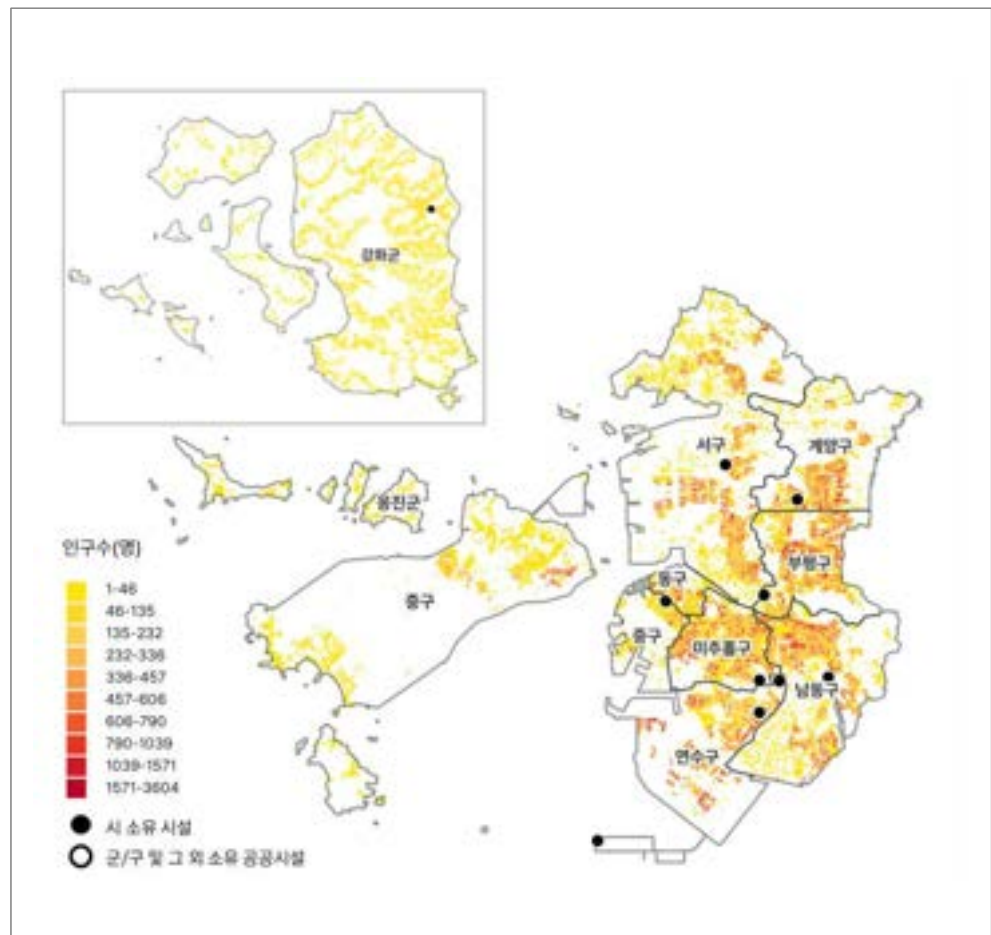 강화군
서구
계양구
옹진군
부평구
동구
중구
중구
미추홀구
남동구
연수구
인구수(명)
1-46
46-135
135-232
232-336
336-457
457-606
606-790
790-1039
1039-1571
1571-3604
시 소유 시설
군/구 및 그 외 소유 공공시설